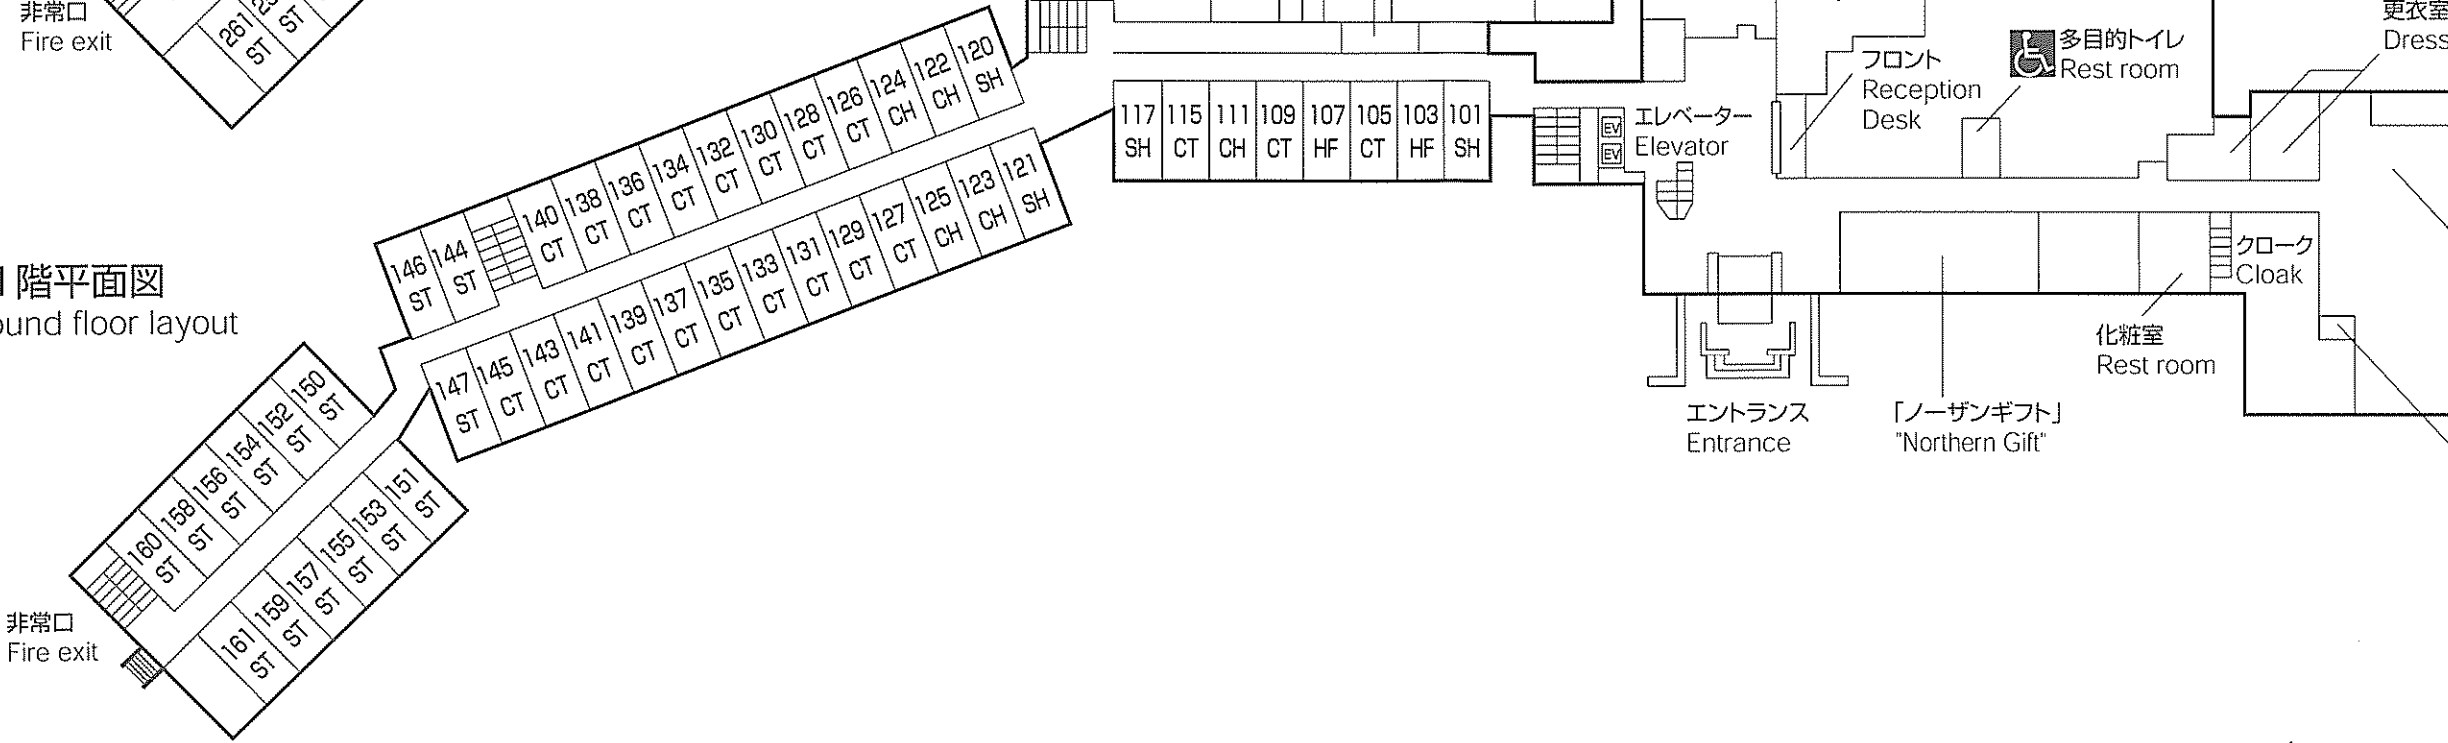 非常口
Fire exit
261
ST
ST
120
SH
122
CH
124
CH
126
CT
128
CT
130
CT
132
CT
134
CT
136
CT
138
CT
140
CT
144
ST
146
ST
121
SH
123
CH
125
CH
127
CT
129
CT
131
CT
133
CT
135
CT
137
CT
139
CT
141
CT
143
CT
145
CT
147
ST
117
SH
115
CT
111
CH
109
CT
107
HF
105
CT
103
HF
101
SH
EV
EV
エレベーター
Elevator
フロント
Reception
Desk
多目的トイレ
Rest room
更衣室
Dress
1階平面図
ound floor layout
クローク
Cloak
化粧室
Rest room
エントランス
Entrance
「ノーザンギフト」
"Northern Gift"
150
ST
152
ST
154
ST
156
ST
158
ST
160
ST
151
ST
153
ST
155
ST
157
ST
159
ST
161
ST
非常口
Fire exit